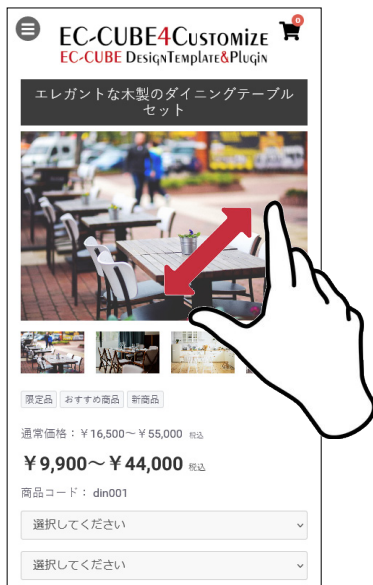 0
EC-CUBE4Customize
EC-CUBE DesignTemplate&Plugin
エレガントな木製のダイニングテーブル
セット
限定品 おすすめ商品 新商品
通常価格：￥16,500～￥55,000 税込
￥9,900～￥44,000 税込
商品コード： din001
選択してください
選択してください